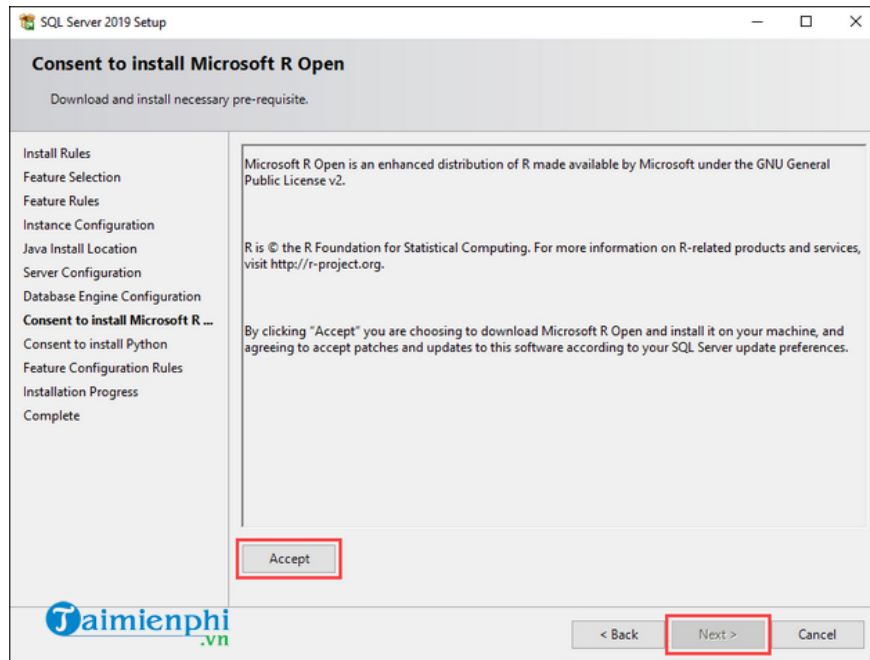 SQL Server 2019 Setup
Consent to install Microsoft R Open
Download and install necessary pre-requisite.
Install Rules
Feature Selection
Feature Rules
Instance Configuration
Java Install Location
Server Configuration
Database Engine Configuration
Consent to install Microsoft R ...
Consent to install Python
Feature Configuration Rules
Installation Progress
Complete
Microsoft R Open is an enhanced distribution of R made available by Microsoft under the GNU General
Public License v2.
R is © the R Foundation for Statistical Computing. For more information on R-related products and services,
visit http://r-project.org.
By clicking "Accept" you are choosing to download Microsoft R Open and install it on your machine, and
agreeing to accept patches and updates to this software according to your SQL Server update preferences.
Accept
Taimienphi
.vn
< Back
Next >
Cancel